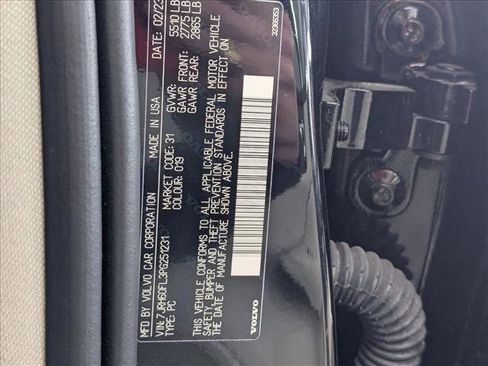 MFD BY VOLVO CAR CORPORATION
MADE IN USA
DATE: 02/23
VIN: 7JRH60FL3PG251231
TYPE: PC
MARKET CODE: 31
COLOUR: 019
GVWR: 5510 LB
GAWR FRONT: 2775 LB
GAWR REAR: 2865 LB
THIS VEHICLE CONFORMS TO ALL APPLICABLE FEDERAL MOTOR VEHICLE
SAFETY, BUMPER AND THEFT PREVENTION STANDARDS IN EFFECT ON
THE DATE OF MANUFACTURE SHOWN ABOVE.
VOLVO